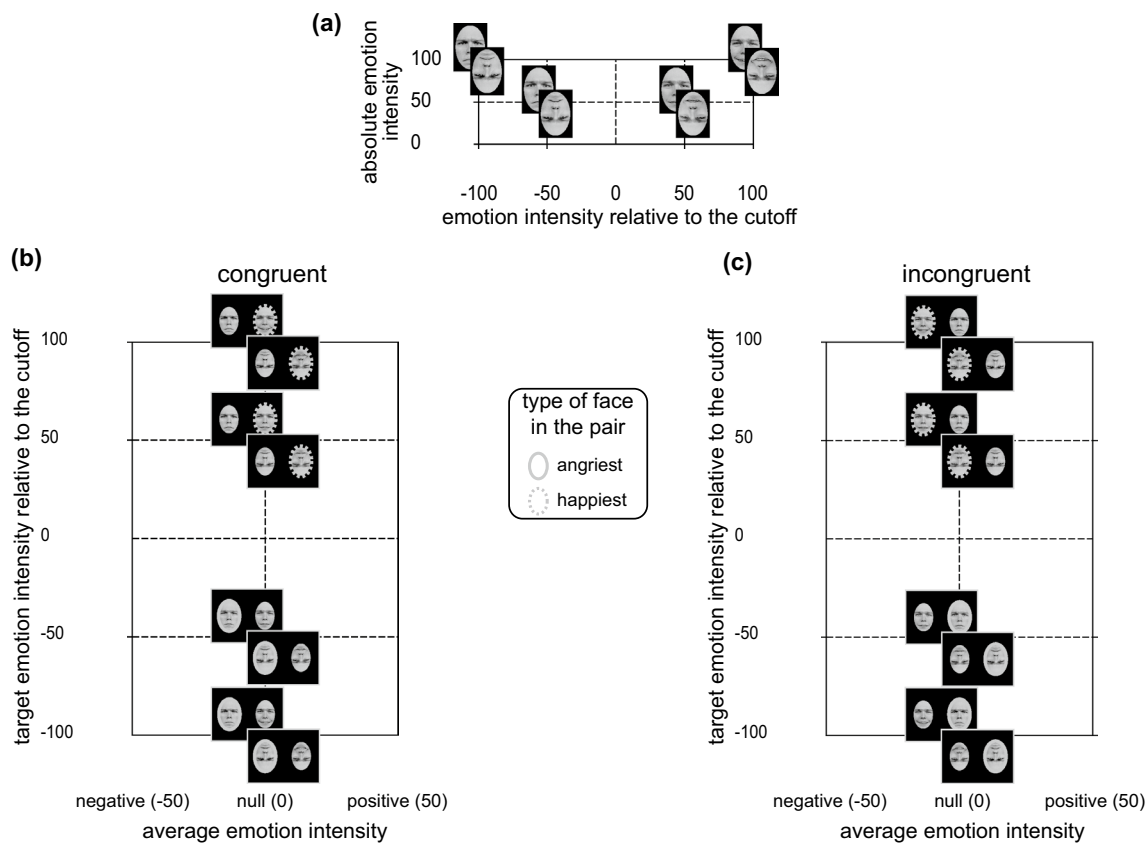 (a)
absolute emotion
intensity
100
50
0
-100 -50 0 50 100
emotion intensity relative to the cutoff
(b)
congruent
target emotion intensity relative to the cutoff
100
50
0
-50
-100
negative (-50) null (0) positive (50)
average emotion intensity
type of face
in the pair
angriest
happiest
(c)
incongruent
target emotion intensity relative to the cutoff
100
50
0
-50
-100
negative (-50) null (0) positive (50)
average emotion intensity